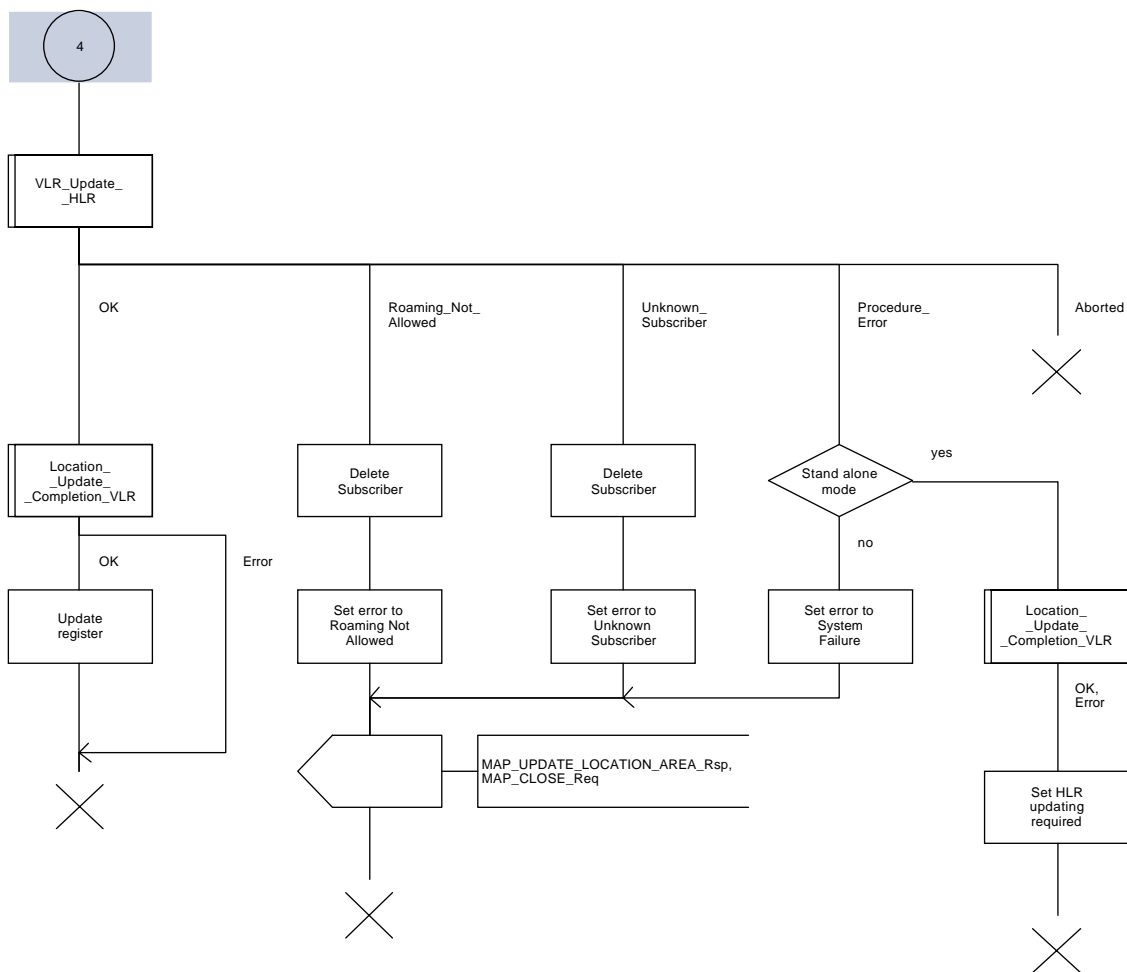 4
VLR_Update_
_HLR
OK
Roaming_Not_
Allowed
Unknown_
Subscriber
Procedure_
Error
Aborted
Location_
_Update_
_Completion_VLR
Delete
Subscriber
Delete
Subscriber
Stand alone
mode
yes
OK
Error
no
Update
register
Set error to
Roaming Not
Allowed
Set error to
Unknown
Subscriber
Set error to
System
Failure
Location_
_Update_
_Completion_VLR
OK,
Error
MAP_UPDATE_LOCATION_AREA_Rsp,
MAP_CLOSE_Req
Set HLR
updating
required